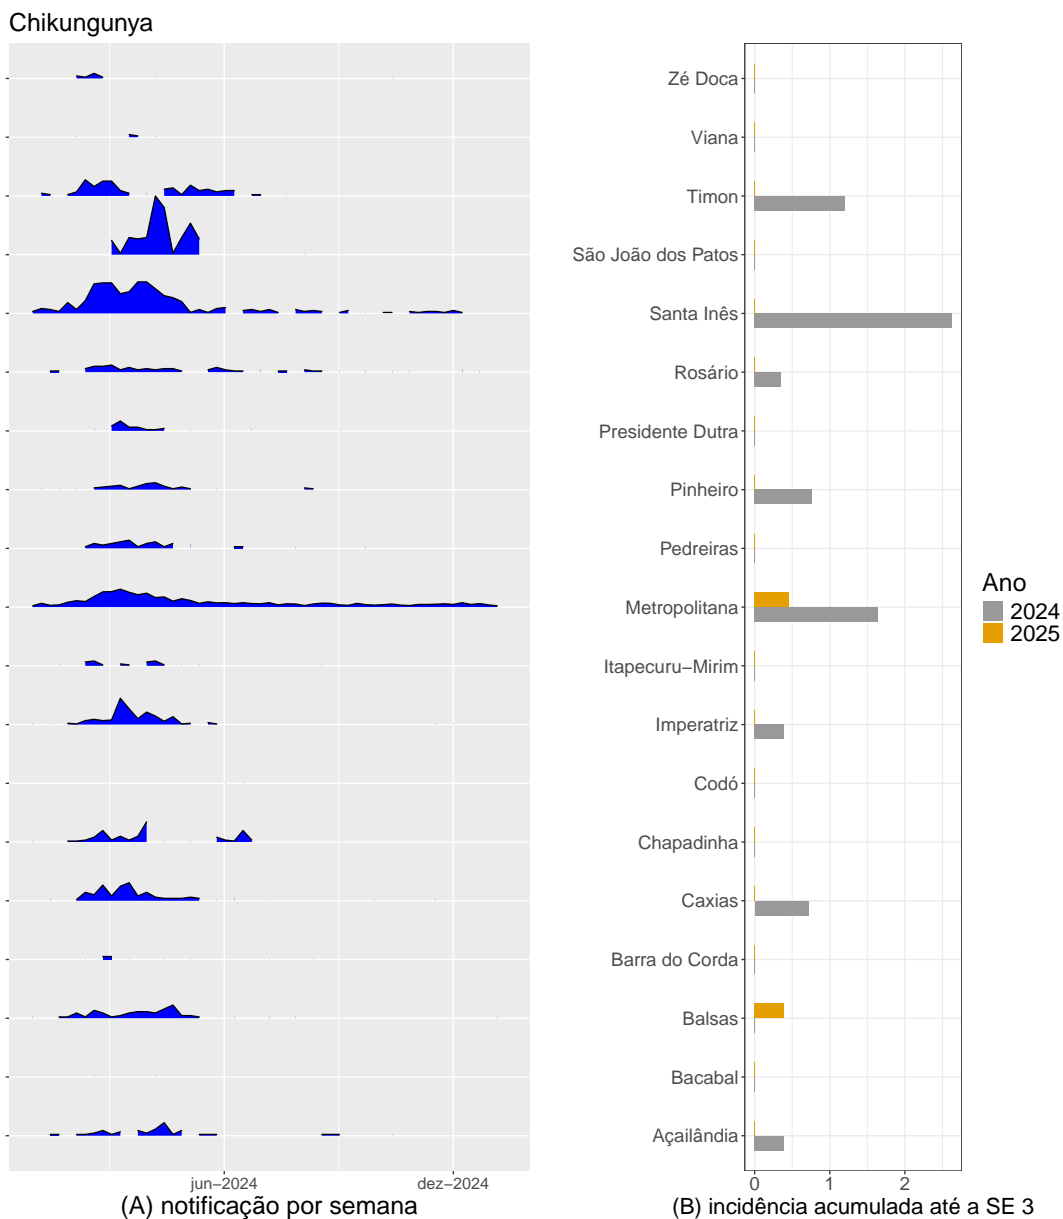 Chikungunya
Zé Doca
Viana
Timon
São João dos Patos
Santa Inês
Rosário
Presidente Dutra
Pinheiro
Pedreiras
Metropolitana
Itapecuru−Mirim
Imperatriz
Codó
Chapadinha
Caxias
Barra do Corda
Balsas
Bacabal
Açailândia
Ano
2024
2025
jun−2024 dez−2024
0 1 2
(A) notificação por semana
(B) incidência acumulada até a SE 3